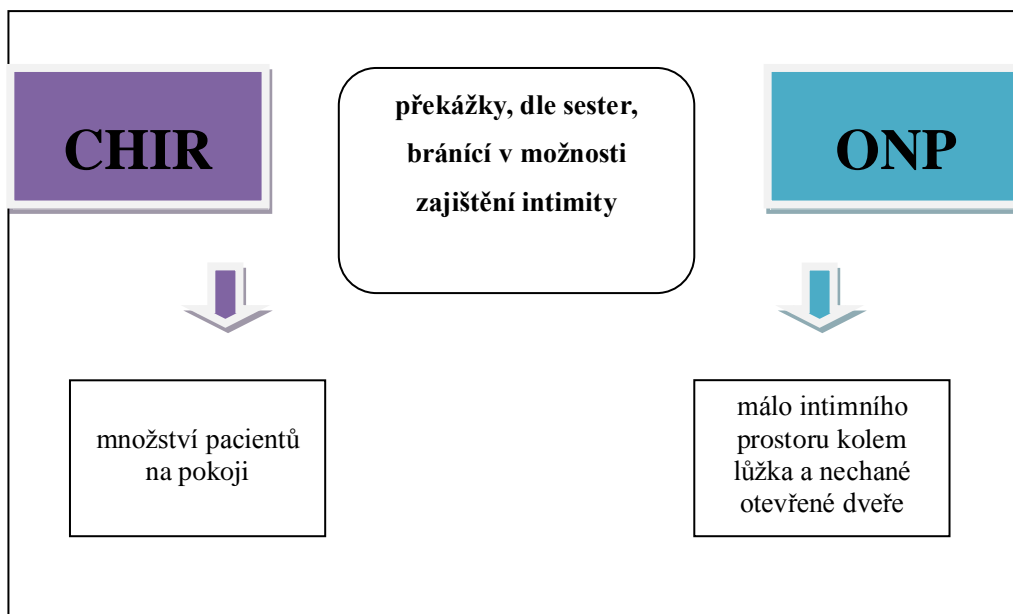 CHIR
překážky, dle sester,
bránící v možnosti
zajištění intimity
ONP
množství pacientů
na pokoji
málo intimního
prostoru kolem
lůžka a nechané
otevřené dveře